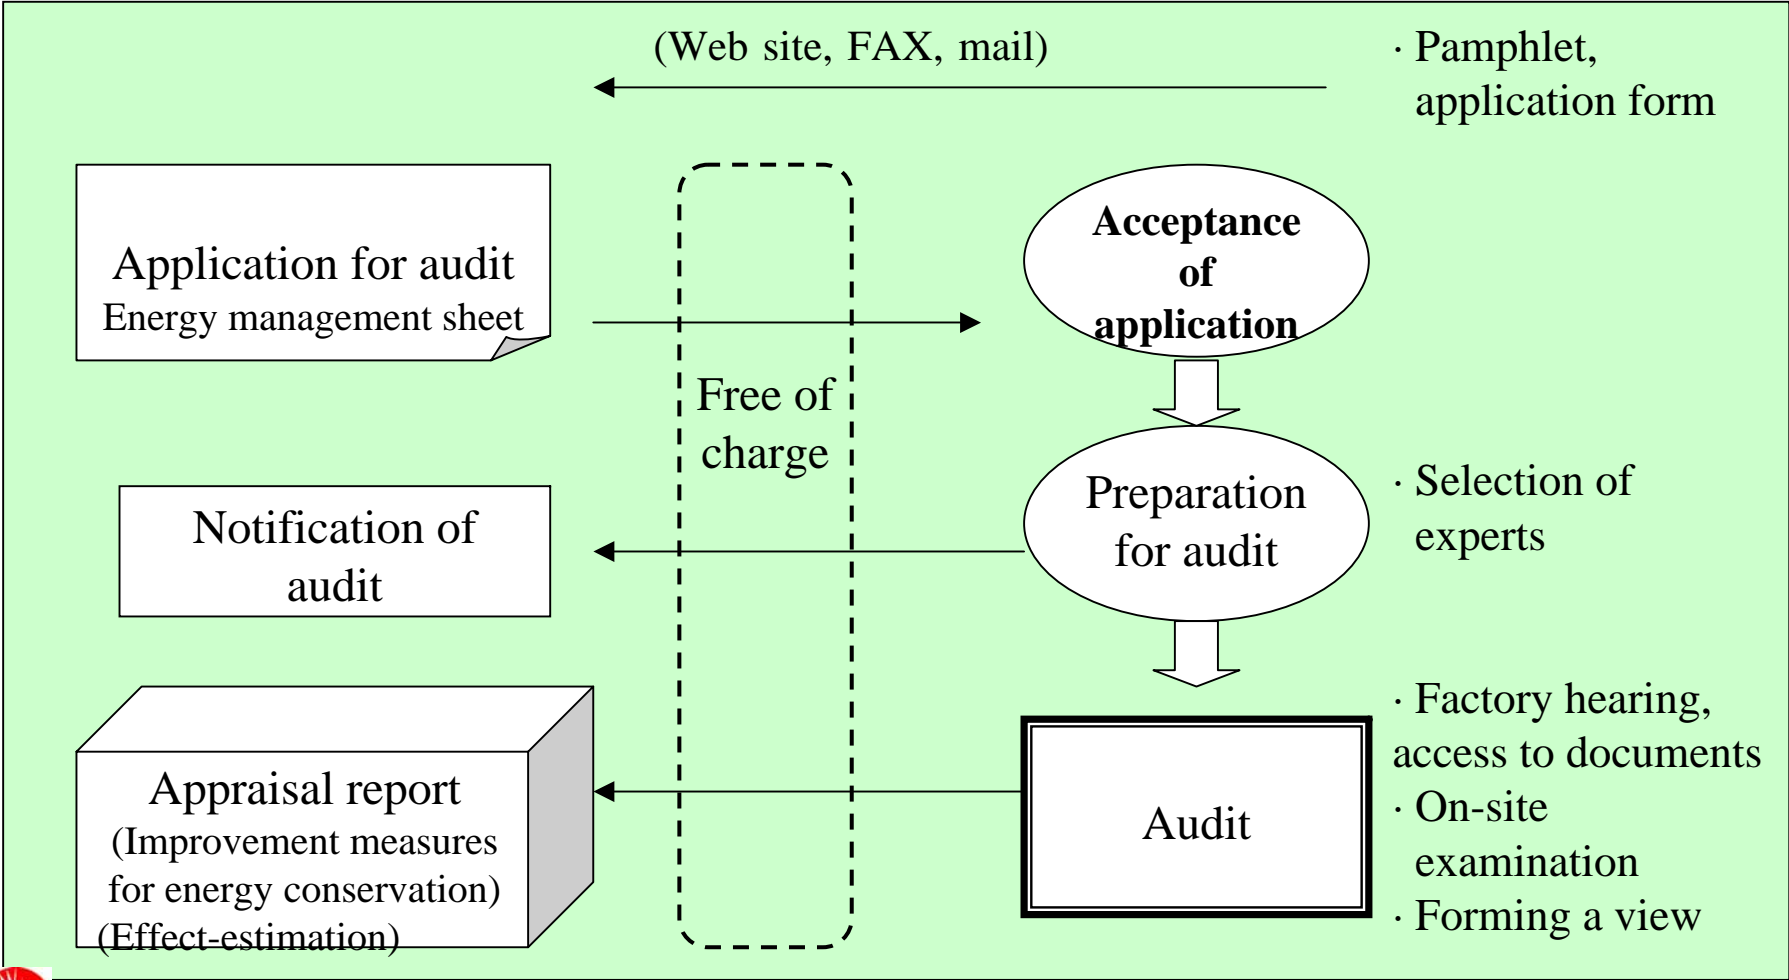 (Web site, FAX, mail)
· Pamphlet,
application form
Application for audit
Energy management sheet
Acceptance
of
application
Free of
charge
Notification of
audit
Preparation
for audit
· Selection of
experts
Appraisal report
(Improvement measures
for energy conservation)
(Effect-estimation)
Audit
· Factory hearing,
access to documents
· On-site
examination
· Forming a view